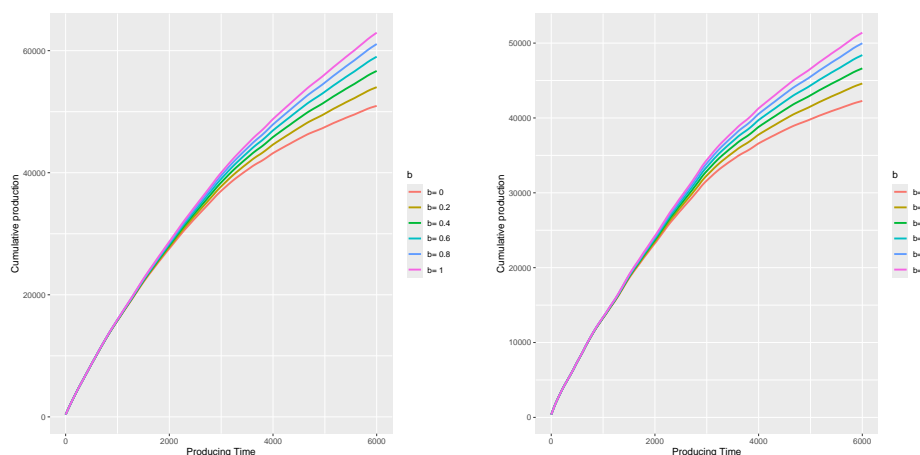 60000
40000
20000
0
0
2000
4000
6000
Cumulative production
Producing Time
b
b= 0
b= 0.2
b= 0.4
b= 0.6
b= 0.8
b= 1
50000
40000
30000
20000
10000
0
0
2000
4000
6000
Cumulative production
Producing Time
b
b=
b=
b=
b=
b=
b=